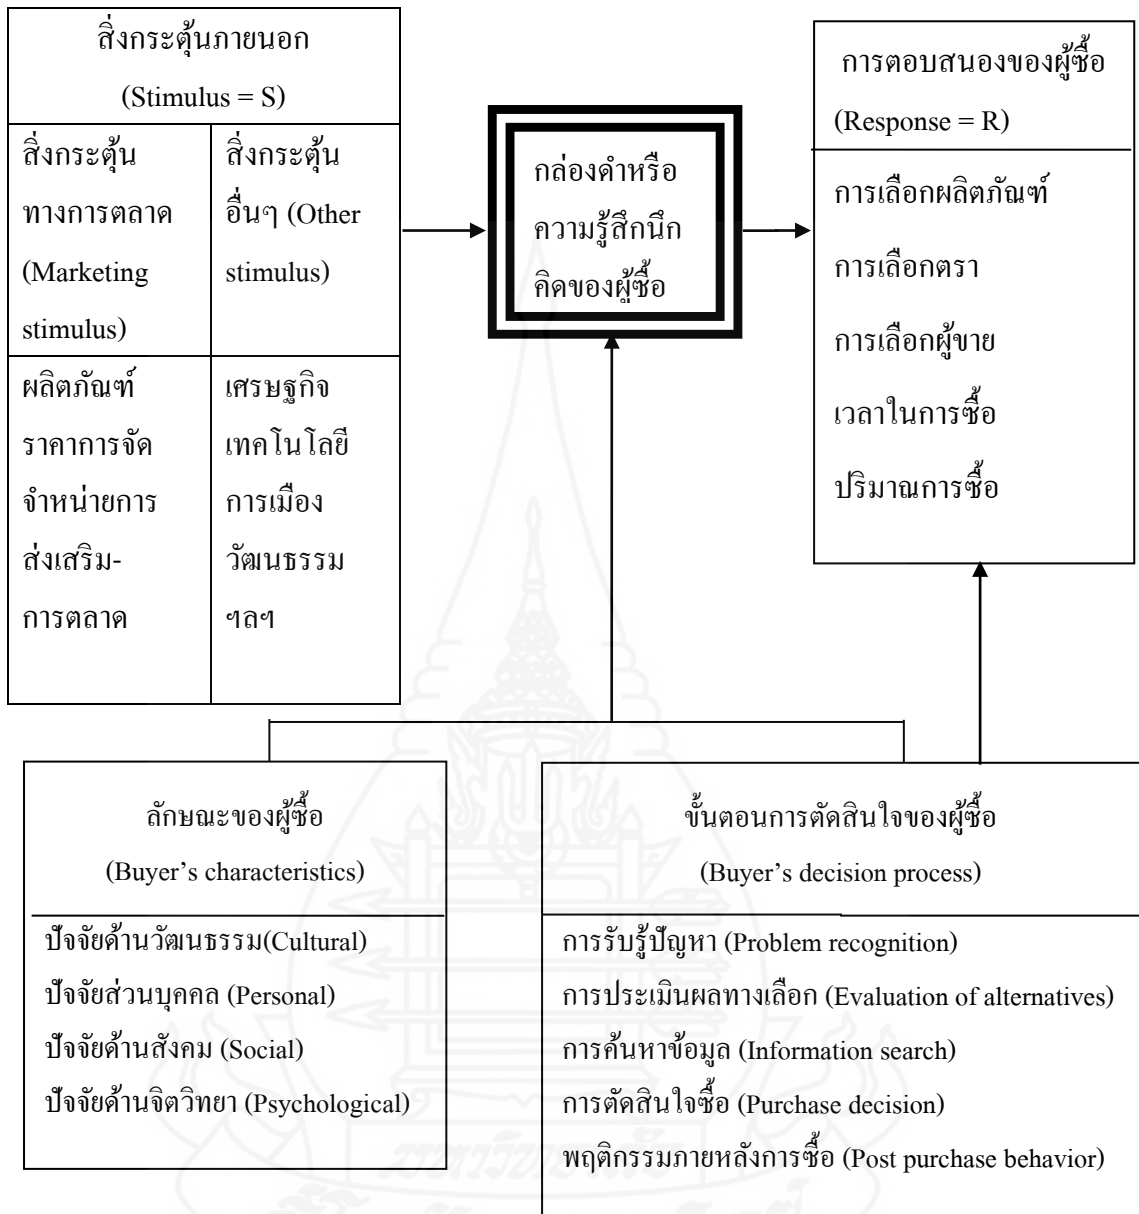 สิ่งกระตุ้นภายนอก
(Stimulus = S)
สิ่งกระตุ้น
ทางการตลาด
(Marketing
stimulus)
สิ่งกระตุ้น
อื่นๆ (Other
stimulus)
ผลิตภัณฑ์
ราคาการจัด
จำหน่ายการ
ส่งเสริม-
การตลาด
เศรษฐกิจ
เทคโนโลยี
การเมือง
วัฒนธรรม
ฯลฯ
กล่องดำหรือ
ความรู้สึกนึก
คิดของผู้ซื้อ
การตอบสนองของผู้ซื้อ
(Response = R)
การเลือกผลิตภัณฑ์
การเลือกตรา
การเลือกผู้ขาย
เวลาในการซื้อ
ปริมาณการซื้อ
ลักษณะของผู้ซื้อ
(Buyer’s characteristics)
ปัจจัยด้านวัฒนธรรม(Cultural)
ปัจจัยส่วนบุคคล (Personal)
ปัจจัยด้านสังคม (Social)
ปัจจัยด้านจิตวิทยา (Psychological)
ขั้นตอนการตัดสินใจของผู้ซื้อ
(Buyer’s decision process)
การรับรู้ปัญหา (Problem recognition)
การประเมินผลทางเลือก (Evaluation of alternatives)
การค้นหาข้อมูล (Information search)
การตัดสินใจซื้อ (Purchase decision)
พฤติกรรมภายหลังการซื้อ (Post purchase behavior)